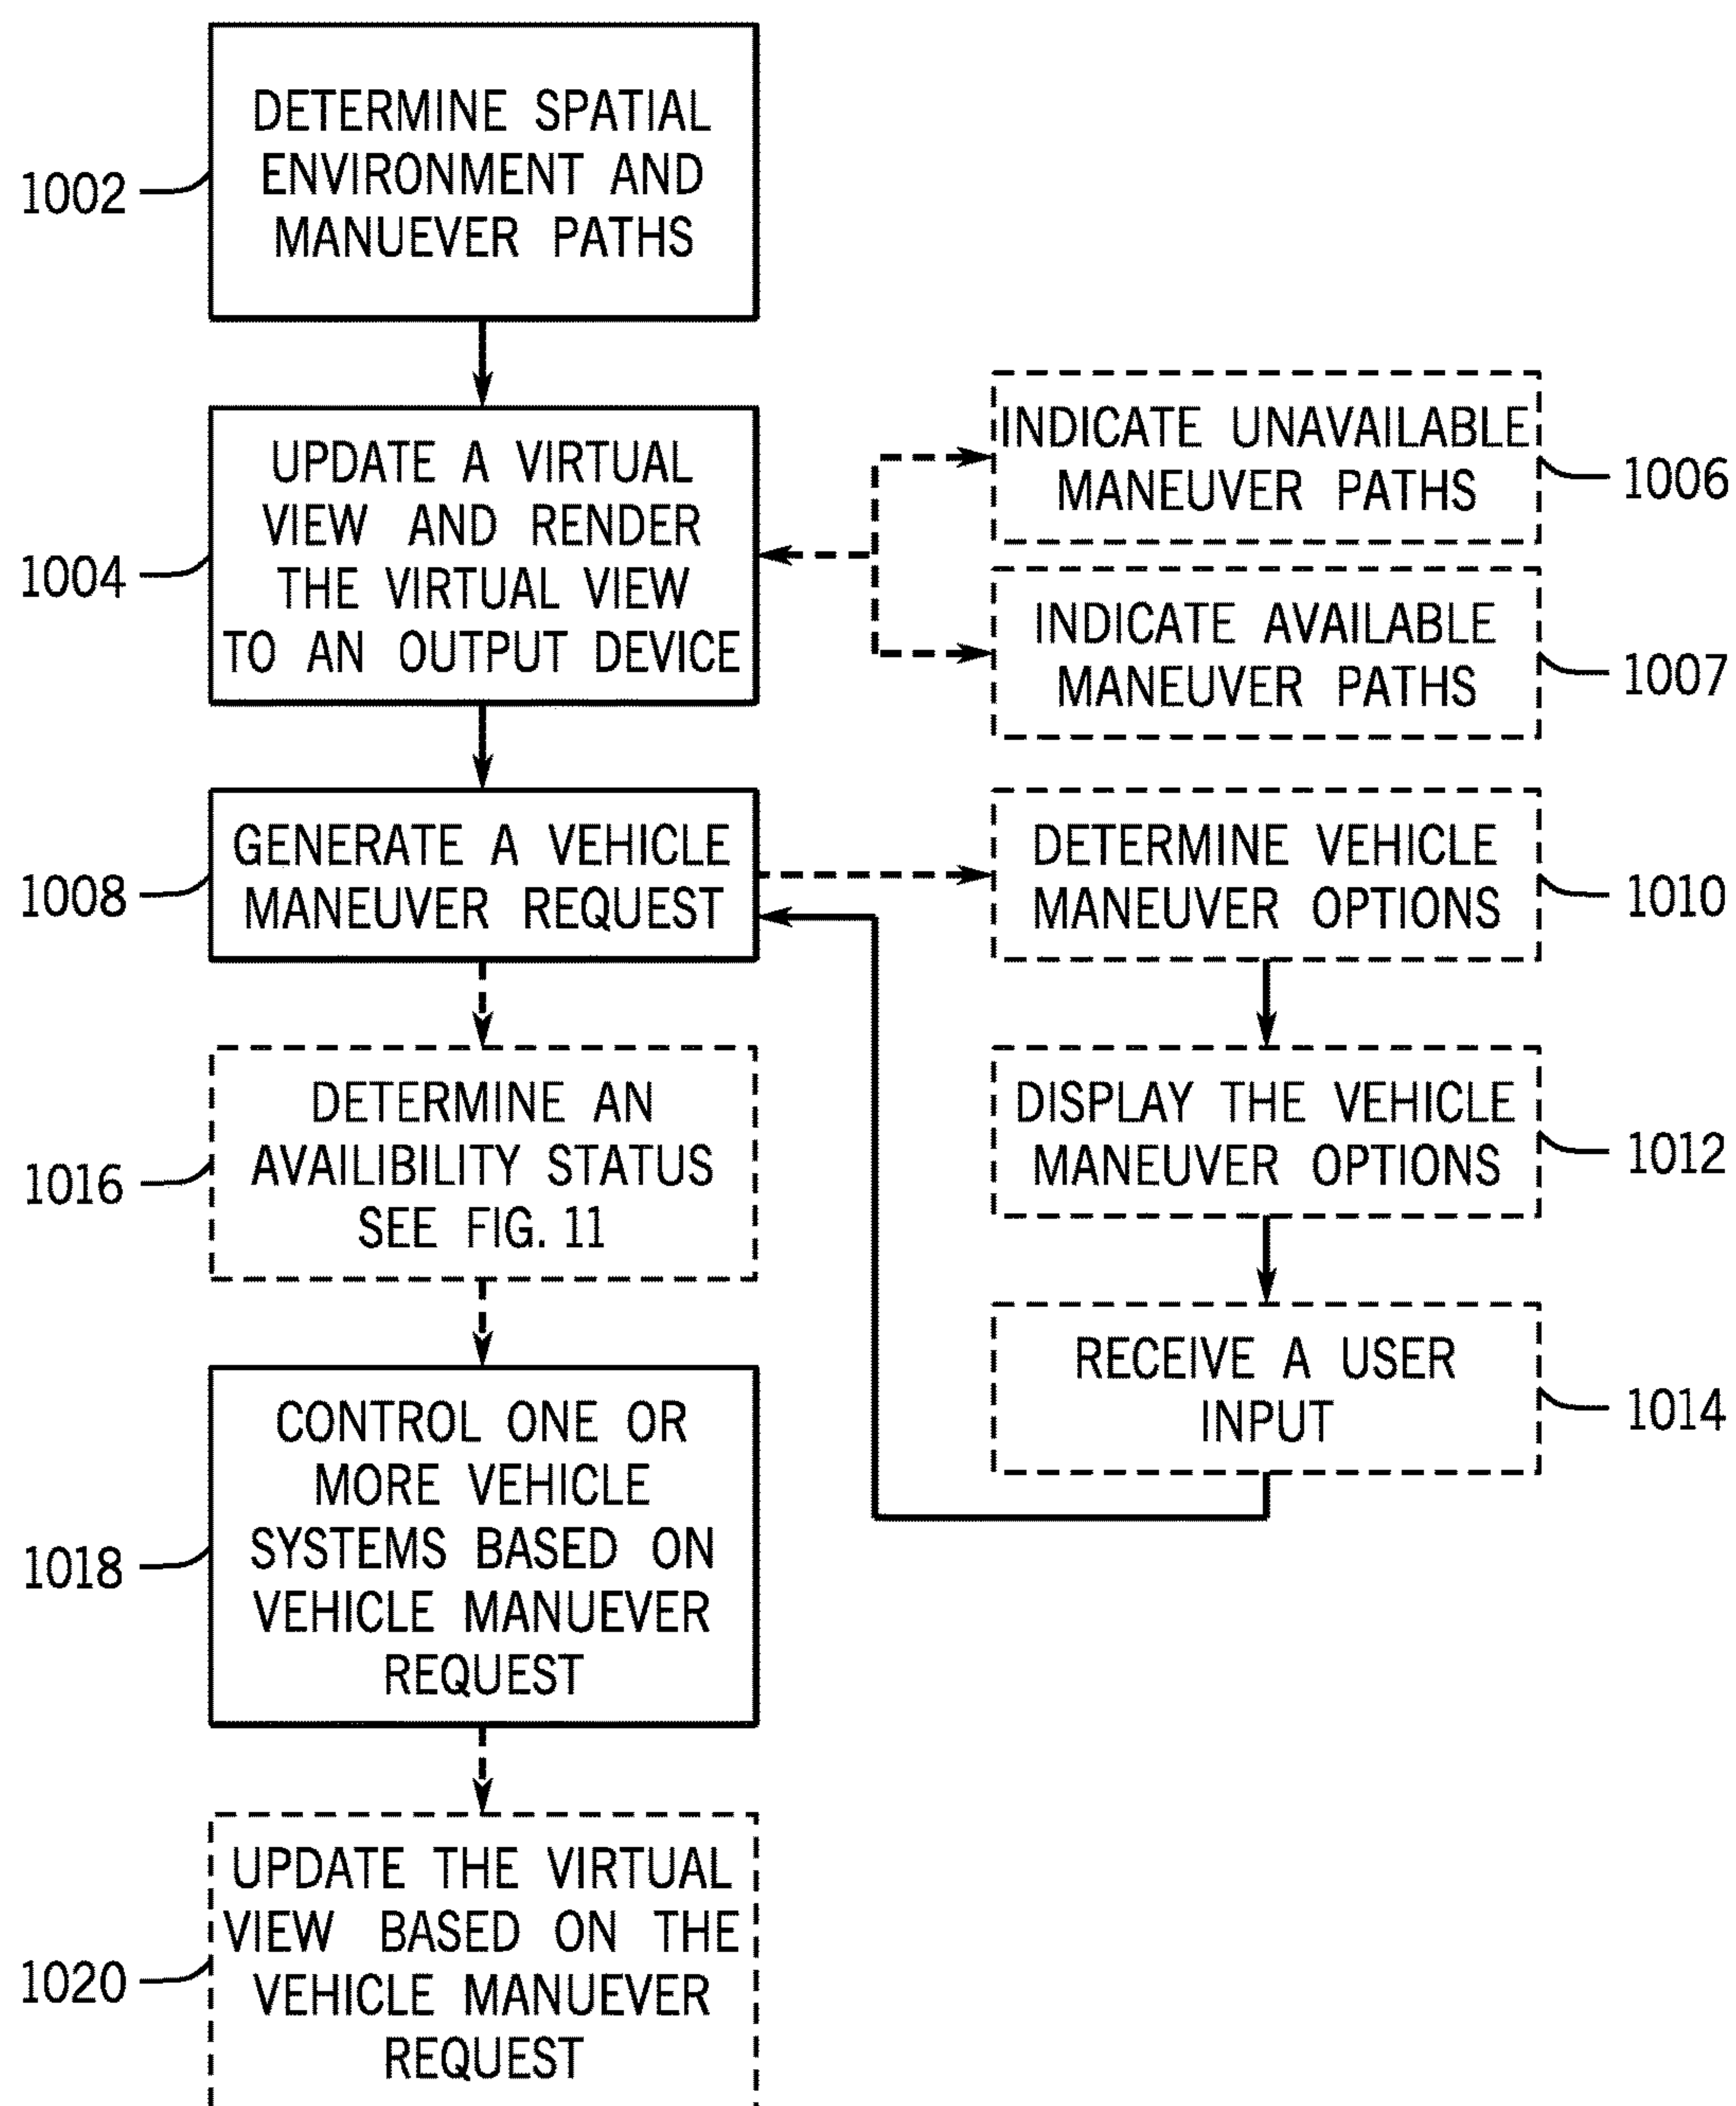 DETERMINE SPATIAL
ENVIRONMENT AND
MANUEVER PATHS
1002
UPDATE A VIRTUAL
VIEW AND RENDER
THE VIRTUAL VIEW
TO AN OUTPUT DEVICE
1004
INDICATE UNAVAILABLE
MANEUVER PATHS
1006
INDICATE AVAILABLE
MANEUVER PATHS
1007
GENERATE A VEHICLE
MANEUVER REQUEST
1008
DETERMINE VEHICLE
MANEUVER OPTIONS
1010
DISPLAY THE VEHICLE
MANEUVER OPTIONS
1012
RECEIVE A USER
INPUT
1014
DETERMINE AN
AVAILIBILITY STATUS
SEE FIG. 11
1016
CONTROL ONE OR
MORE VEHICLE
SYSTEMS BASED ON
VEHICLE MANUEVER
REQUEST
1018
UPDATE THE VIRTUAL
VIEW BASED ON THE
VEHICLE MANUEVER
REQUEST
1020